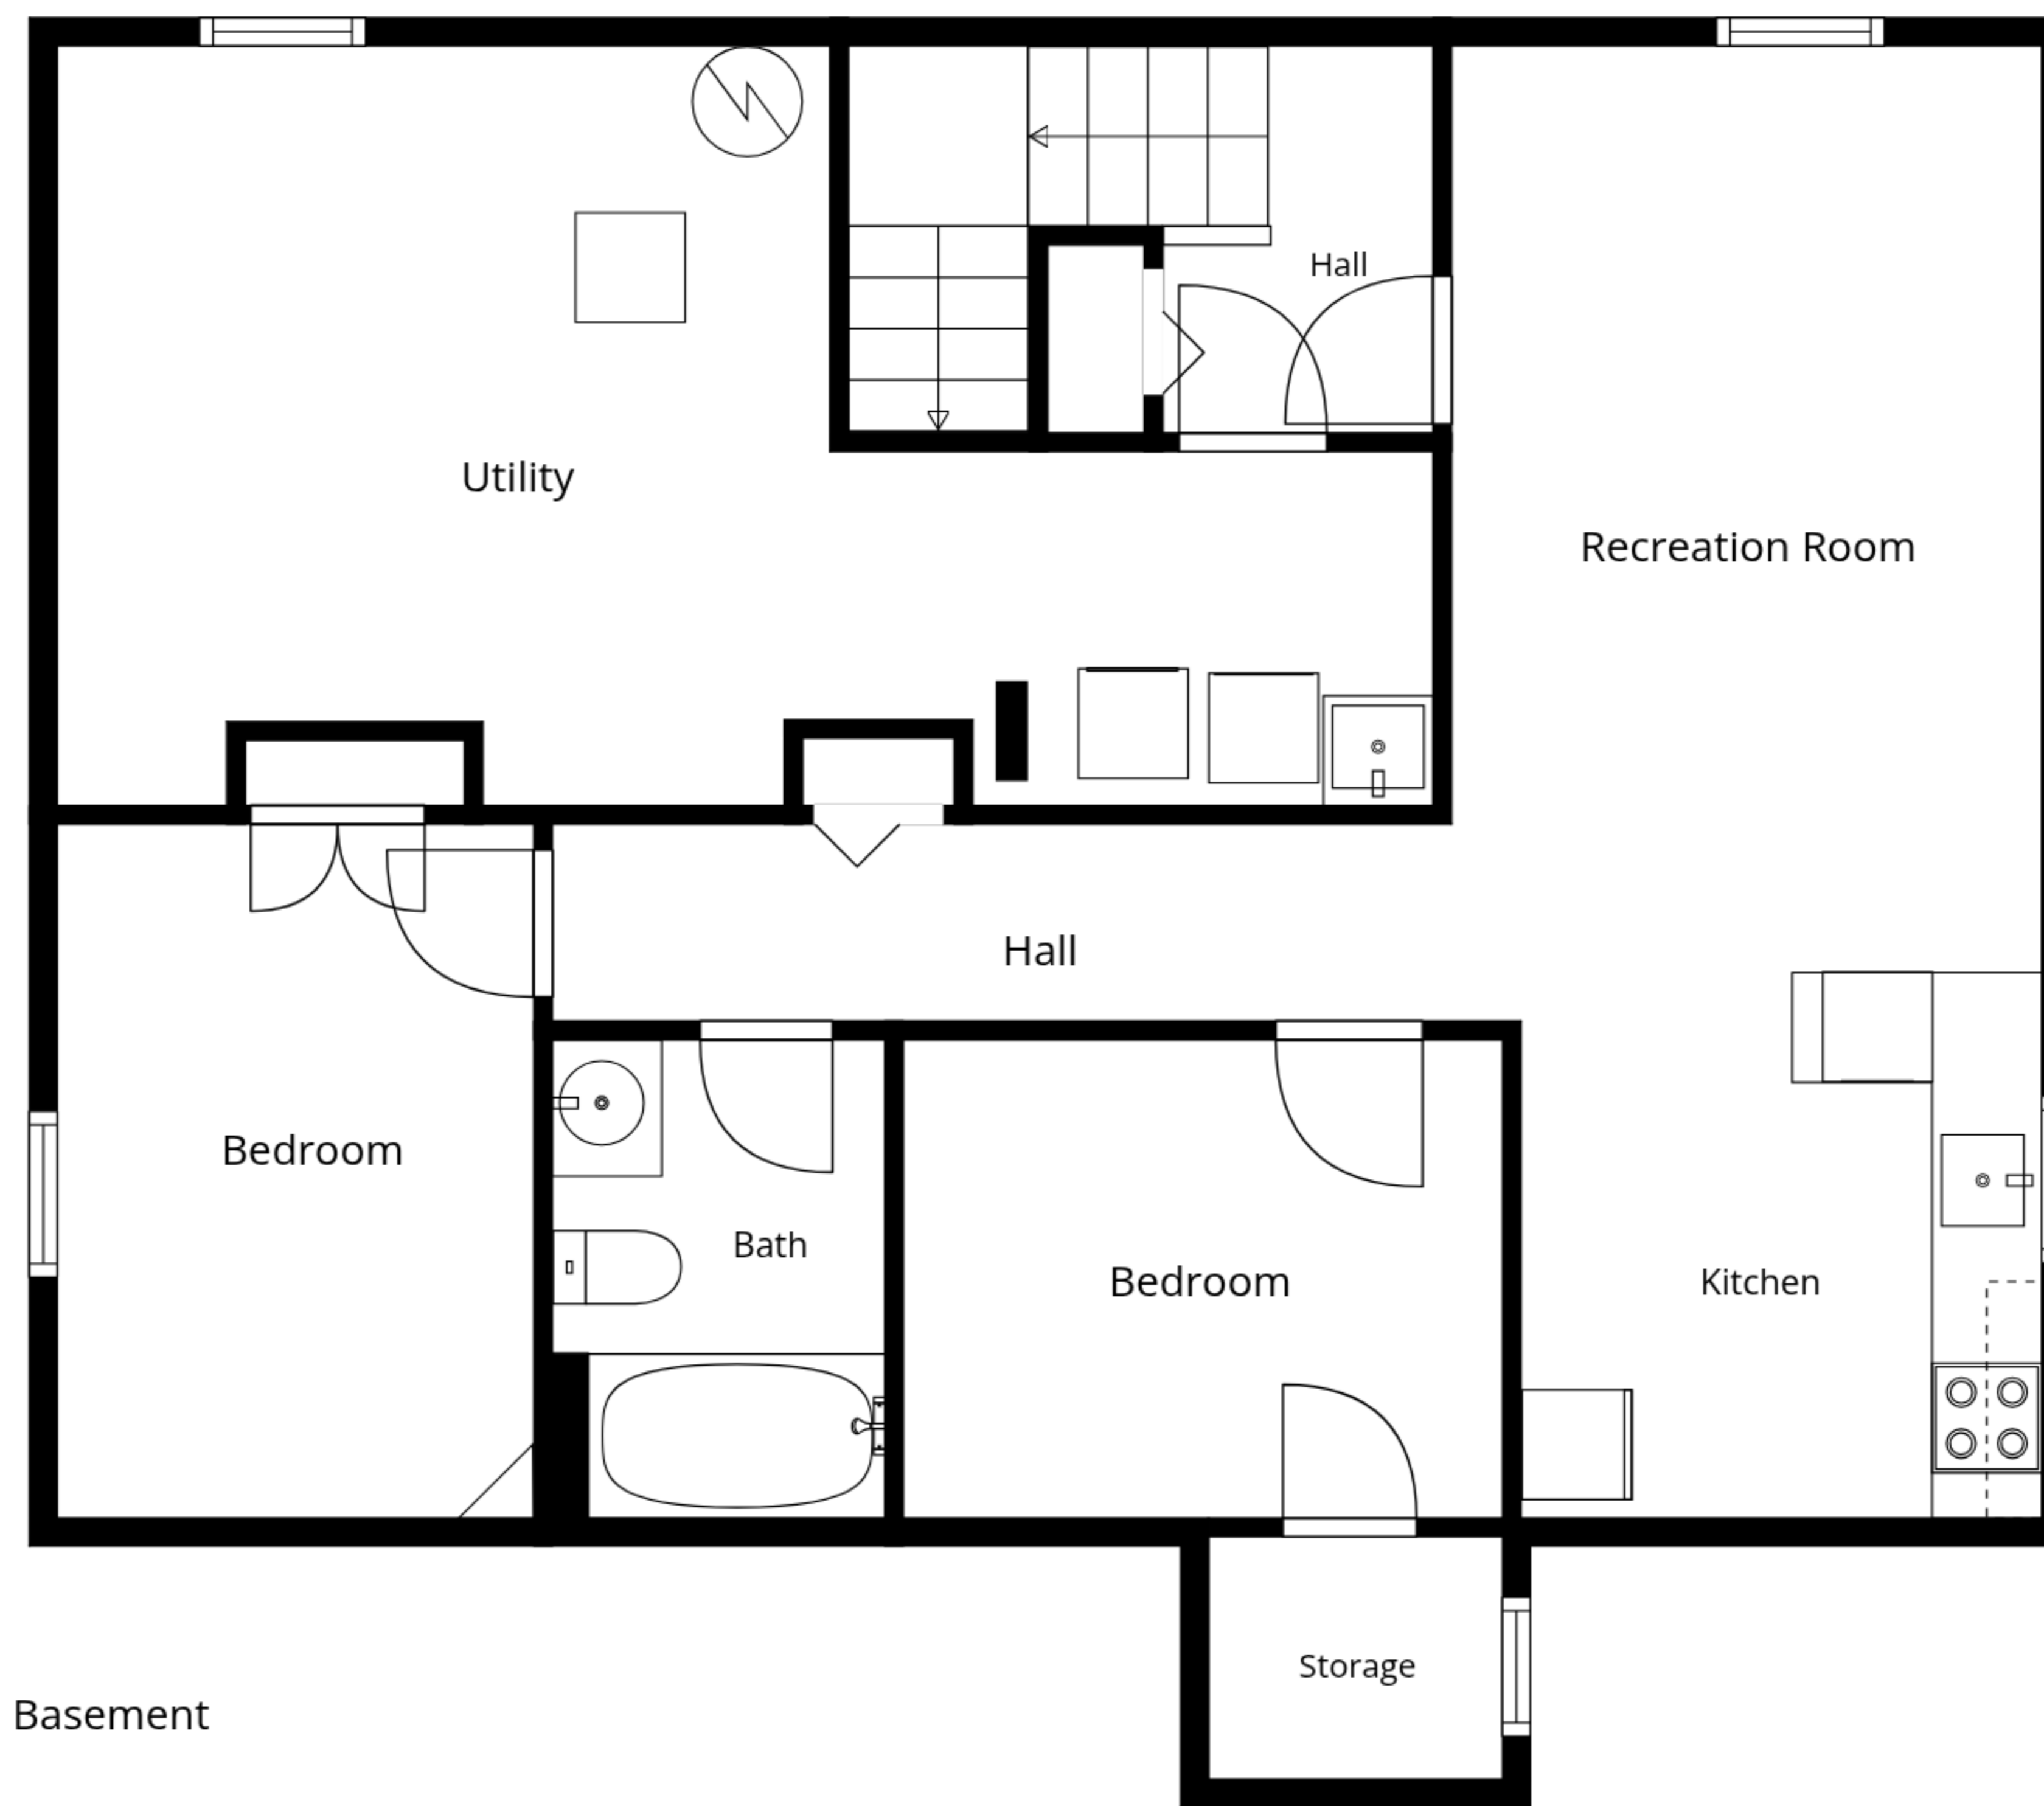 Hall
Utility
Recreation Room
Hall
Bedroom
Bath
Bedroom
Kitchen
Storage
Basement